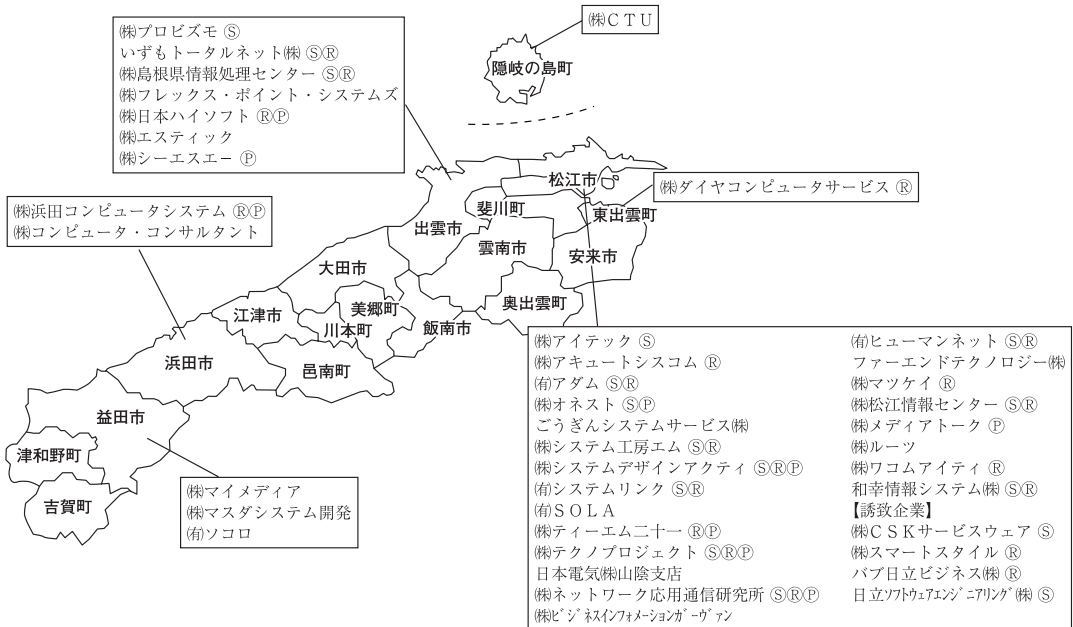 ㈱プロビズモ Ⓢ
いずもトータルネット㈱ ⓈⓇ
㈱島根県情報処理センター ⓈⓇ
㈱フレックス・ポイント・システムズ
㈱日本ハイソフト ⓇⓅ
㈱エスティック
㈱シーエスエー Ⓟ
㈱CTU
隠岐の島町
㈱浜田コンピュータシステム ⓇⓅ
㈱コンピュータ・コンサルタント
㈱ダイヤコンピュータサービス Ⓡ
松江市
斐川町
東出雲町
出雲市
雲南市
安来市
大田市
美郷町
奥出雲町
江津市
川本町
飯南市
浜田市
邑南町
益田市
津和野町
吉賀町
㈱マイメディア
㈱マスダシステム開発
㈲ソコロ
㈱アイテック Ⓢ
㈱アキュートシスコム Ⓡ
㈲アダム ⓈⓇ
㈱オネスト ⓈⓅ
ごうぎんシステムサービス㈱
㈱システム工房エム ⓈⓇ
㈱システムデザインアクティ ⓈⓇⓅ
㈲システムリンク ⓈⓇ
㈲SOLA
㈱ティーエム二十一 ⓇⓅ
㈱テクノプロジェクト ⓈⓇⓅ
日本電気㈱山陰支店
㈱ネットワーク応用通信研究所 ⓈⓇⓅ
㈱ビジネスインフォメーションガーヴァン
㈲ヒューマンネット ⓈⓇ
ファーエンドテクノロジー㈱
㈱マツケイ Ⓡ
㈱松江情報センター ⓈⓇ
㈱メディアトーク Ⓟ
㈱ルーツ
㈱ワコムアイティ Ⓡ
和幸情報システム㈱ ⓈⓇ
【誘致企業】
㈱CSKサービスウェア Ⓢ
㈱スマートスタイル Ⓡ
バブ日立ビジネス㈱ Ⓡ
日立ソフトウェアエンジニアリング㈱ Ⓢ